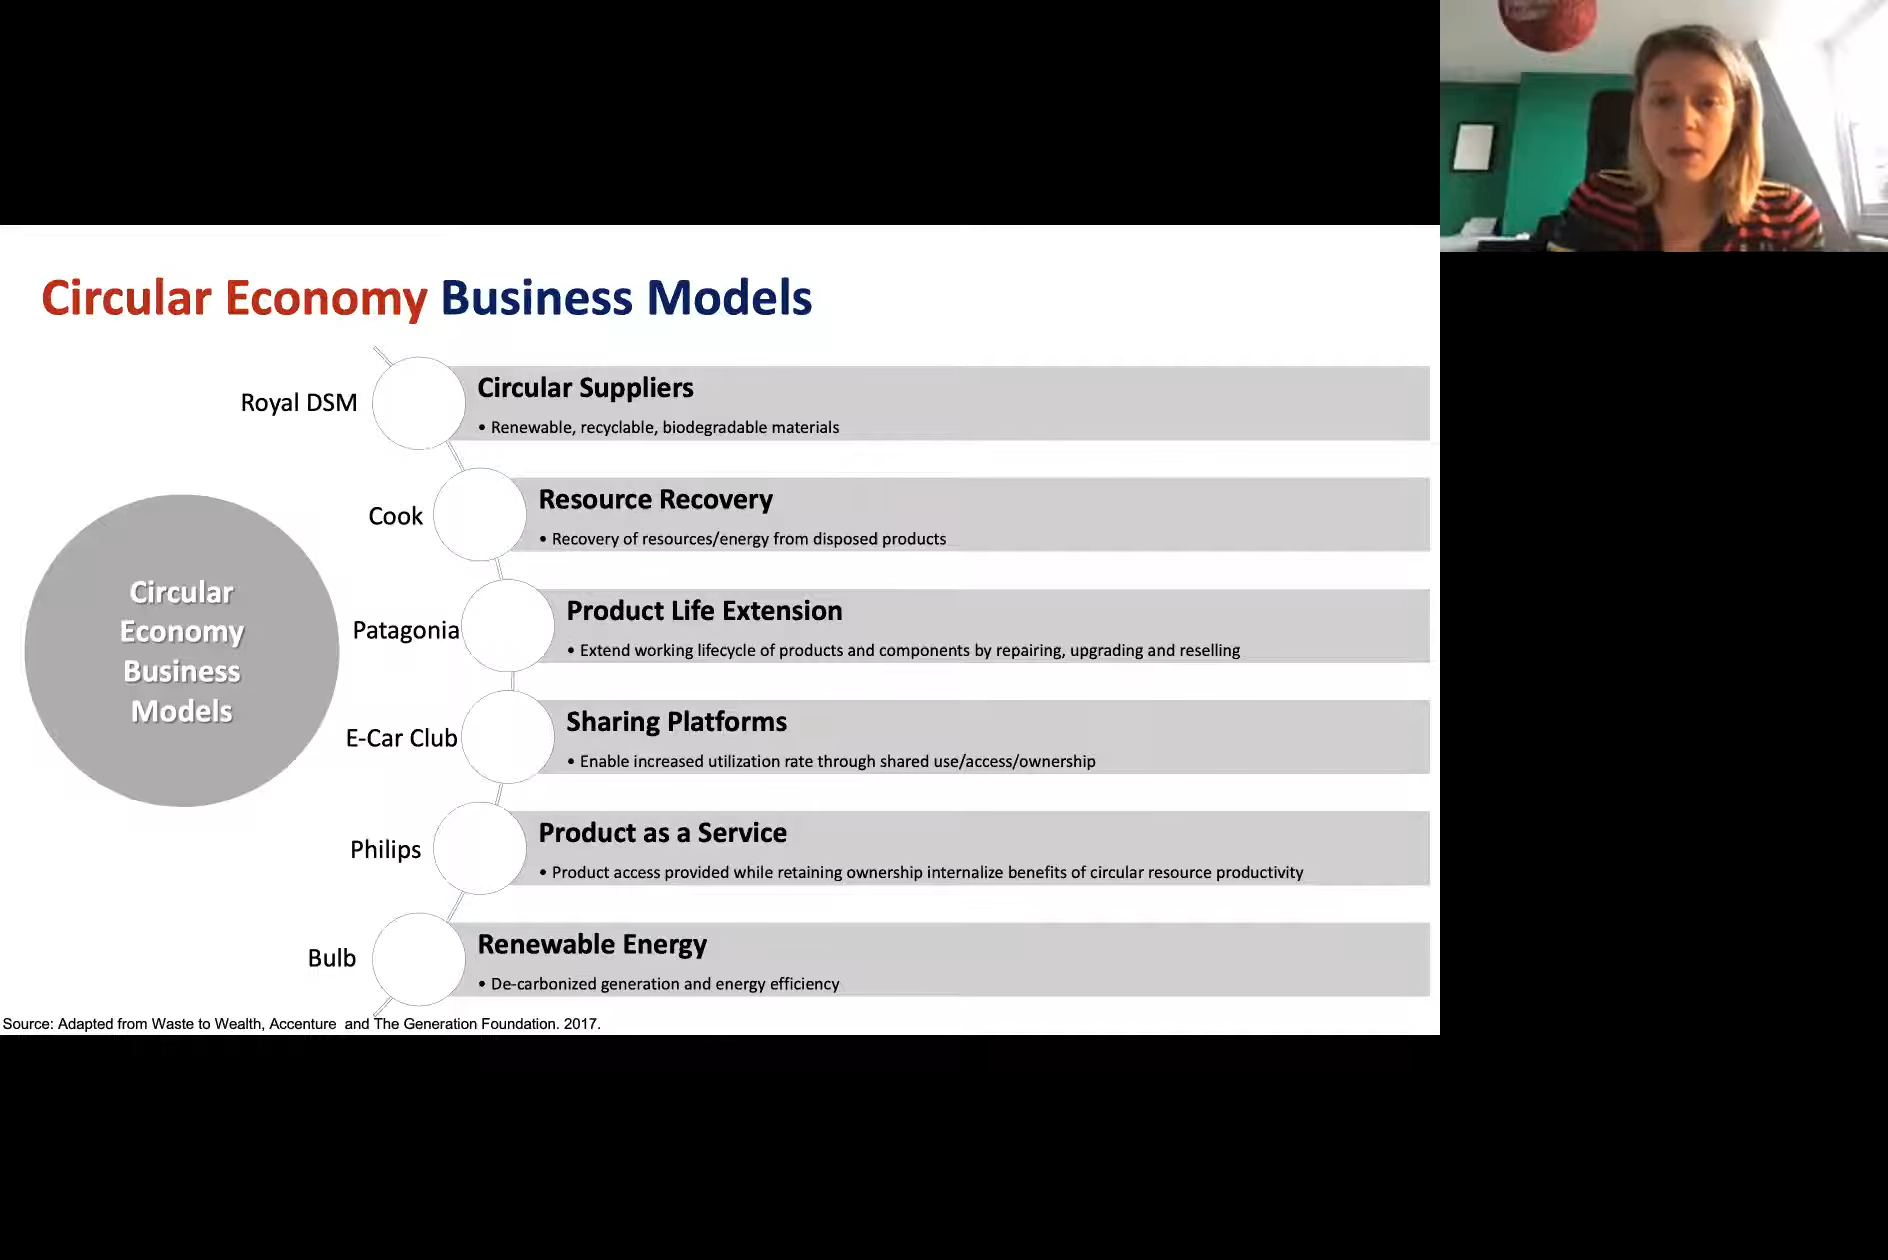 Circular Economy Business Models
Royal DSM
Circular Suppliers
• Renewable, recyclable, biodegradable materials
Cook
Resource Recovery
• Recovery of resources/energy from disposed products
Circular
Economy
Business
Models
Patagonia
Product Life Extension
• Extend working lifecycle of products and components by repairing, upgrading and reselling
E-Car Club
Sharing Platforms
• Enable increased utilization rate through shared use/access/ownership
Philips
Product as a Service
• Product access provided while retaining ownership internalize benefits of circular resource productivity
Bulb
Renewable Energy
• De-carbonized generation and energy efficiency
Source: Adapted from Waste to Wealth, Accenture and The Generation Foundation. 2017.